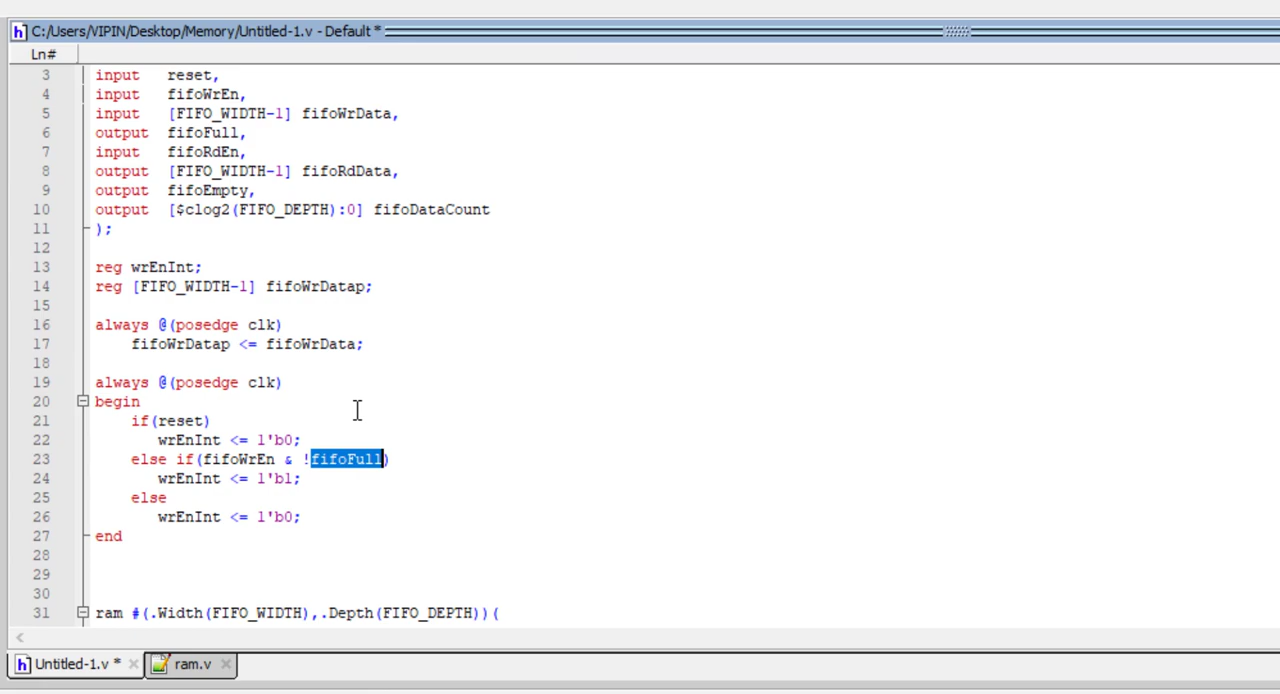 C:/Users/VIPIN/Desktop/Memory/Untitled-1.v - Default *
Ln#
3 input reset,
4 input fifoWrEn,
5 input [FIFO_WIDTH-1] fifoWrData,
6 output fifoFull,
7 input fifoRdEn,
8 output [FIFO_WIDTH-1] fifoRdData,
9 output fifoEmpty,
10 output [$clog2(FIFO_DEPTH):0] fifoDataCount
11 );
12
13 reg wrEnInt;
14 reg [FIFO_WIDTH-1] fifoWrDatap;
15
16 always @(posedge clk)
17 fifoWrDatap <= fifoWrData;
18
19 always @(posedge clk)
20 begin
21 if(reset)
22 wrEnInt <= 1'b0;
23 else if(fifoWrEn & !fifoFull)
24 wrEnInt <= 1'b1;
25 else
26 wrEnInt <= 1'b0;
27 end
28
29
30
31 ram #(.Width(FIFO_WIDTH),.Depth(FIFO_DEPTH))(
Untitled-1.v * ram.v